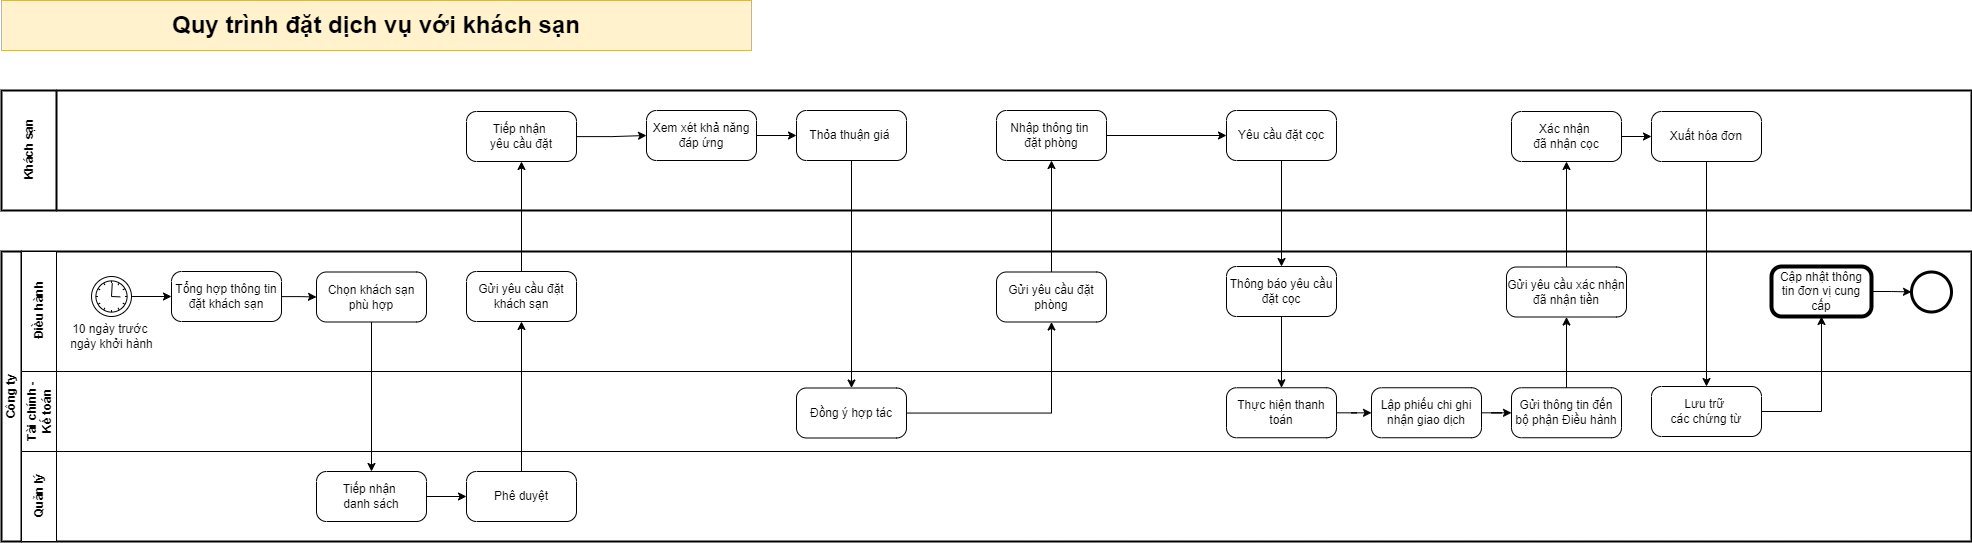 Quy trình đặt dịch vụ với khách sạn
Khách sạn
Tiếp nhận
yêu cầu đặt
Xem xét khả năng
đáp ứng
Thỏa thuận giá
Nhập thông tin
đặt phòng
Yêu cầu đặt cọc
Xác nhận
đã nhận cọc
Xuất hóa đơn
Công ty
Điều hành
10 ngày trước
ngày khởi hành
Tổng hợp thông tin
đặt khách sạn
Chọn khách sạn
phù hợp
Gửi yêu cầu đặt
khách sạn
Gửi yêu cầu đặt
phòng
Thông báo yêu cầu
đặt cọc
Gửi yêu cầu xác nhận
đã nhận tiền
Cập nhật thông
tin đơn vị cung
cấp
Tài chính -
Kế toán
Đồng ý hợp tác
Thực hiện thanh
toán
Lập phiếu chi ghi
nhận giao dịch
Gửi thông tin đến
bộ phận Điều hành
Lưu trữ
các chứng từ
Quản lý
Tiếp nhận
danh sách
Phê duyệt